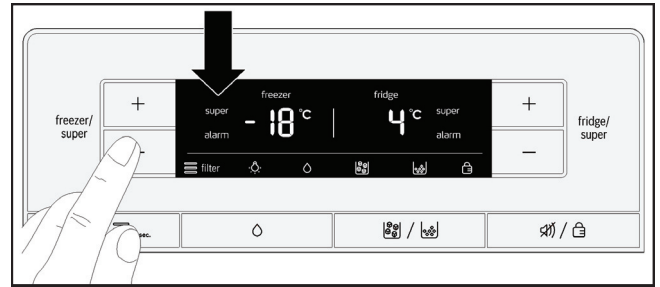 freezer/
super
+
-
freezer
super
alarm
-18 °C
fridge
4 °C
super
alarm
filter
+
-
fridge/
super
sec.
/
/